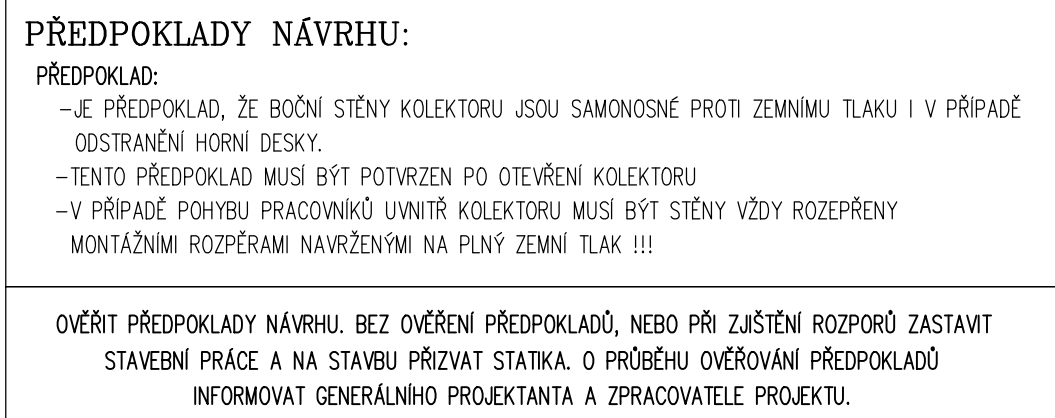 PŘEDPOKLADY NÁVRHU:
PŘEDPOKLAD:
–JE PŘEDPOKLAD, ŽE BOČNÍ STĚNY KOLEKTORU JSOU SAMONOSNÉ PROTI ZEMNÍMU TLAKU I V PŘÍPADĚ
ODSTRANĚNÍ HORNÍ DESKY.
–TENTO PŘEDPOKLAD MUSÍ BÝT POTVRZEN PO OTEVŘENÍ KOLEKTORU
–V PŘÍPADĚ POHYBU PRACOVNÍKŮ UVNITŘ KOLEKTORU MUSÍ BÝT STĚNY VŽDY ROZEPŘENY
MONTÁŽNÍMI ROZPĚRAMI NAVRŽENÝMI NA PLNÝ ZEMNÍ TLAK !!!
OVĚŘIT PŘEDPOKLADY NÁVRHU. BEZ OVĚŘENÍ PŘEDPOKLADŮ, NEBO PŘI ZJIŠTĚNÍ ROZPORŮ ZASTAVIT
STAVEBNÍ PRÁCE A NA STAVBU PŘIZVAT STATIKA. O PRŮBĚHU OVĚŘOVÁNÍ PŘEDPOKLADŮ
INFORMOVAT GENERÁLNÍHO PROJEKTANTA A ZPRACOVATELE PROJEKTU.